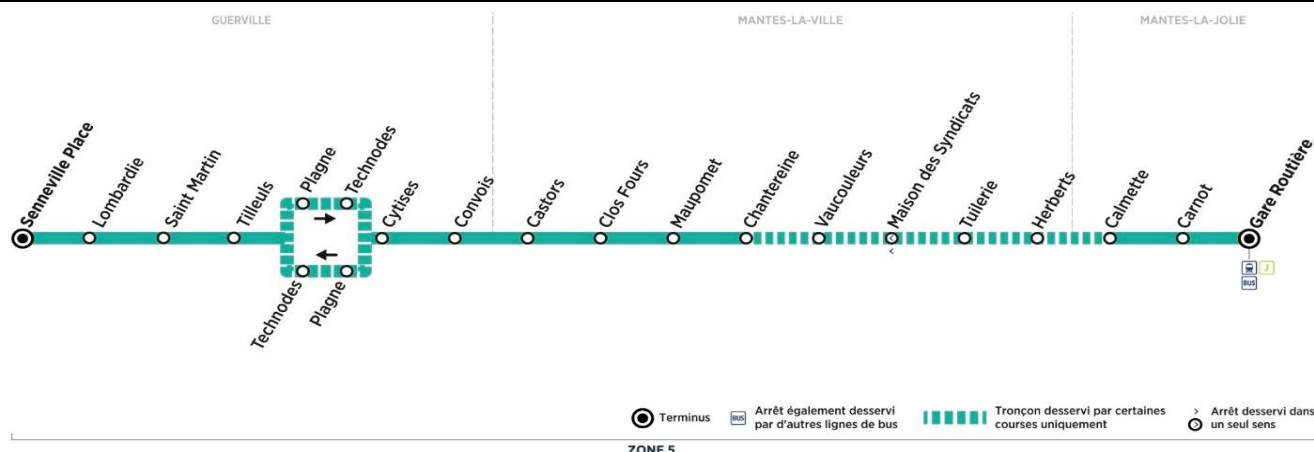 GUERVILLE
MANTES-LA-VILLE
MANTES-LA-JOLIE
Senneville Place
Lombardie
Saint Martin
Tilleuls
Plagne
Technodes
Technodes
Plagne
Cytises
Convois
Castors
Clos Fours
Maupomet
Chantereine
Vaucouleurs
Maison des Syndicats
Tuilerie
Herberts
Calmette
Carnot
Gare Routière
J
BUS
Terminus
BUS
Arrêt également desservi
par d'autres lignes de bus
Tronçon desservi par certaines
courses uniquement
Arrêt desservi dans
un seul sens
ZONE 5